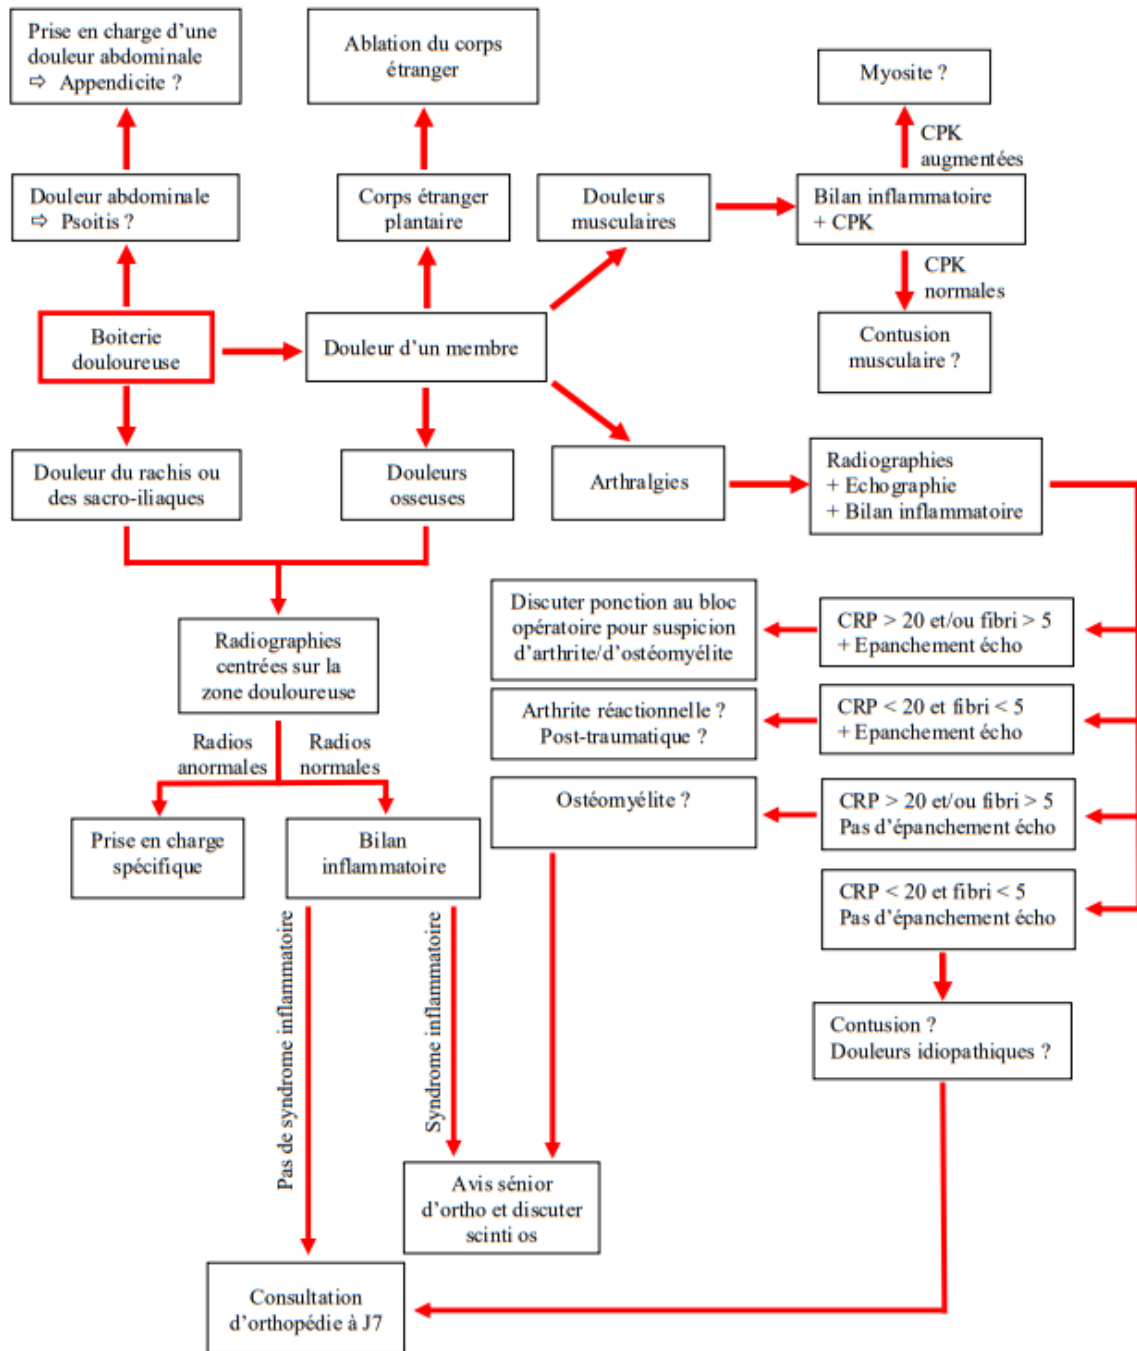 Prise en charge d’une
douleur abdominale
⇨ Appendicite ?
Ablation du corps
étranger
Myosite ?
CPK
augmentées
Douleur abdominale
⇨ Psoitis ?
Corps étranger
plantaire
Douleurs
musculaires
Bilan inflammatoire
+ CPK
CPK
normales
Boiterie
douloureuse
Douleur d’un membre
Contusion
musculaire ?
Douleur du rachis ou
des sacro-iliaques
Douleurs
osseuses
Arthralgies
Radiographies
+ Echographie
+ Bilan inflammatoire
Radiographies
centrées sur la
zone douloureuse
Discuter ponction au bloc
opératoire pour suspicion
d’arthrite/d’ostéomyélite
CRP > 20 et/ou fibri > 5
+ Epanchement écho
Arthrite réactionnelle ?
Post-traumatique ?
CRP < 20 et fibri < 5
+ Epanchement écho
Radios
anormales
Radios
normales
Ostéomyélite ?
CRP > 20 et/ou fibri > 5
Pas d’épanchement écho
Prise en charge
spécifique
Bilan
inflammatoire
CRP < 20 et fibri < 5
Pas d’épanchement écho
Pas de syndrome inflammatoire
Syndrome inflammatoire
Contusion ?
Douleurs idiopathiques ?
Avis sénior
d’ortho et discuter
scinti os
Consultation
d’orthopédie à J7